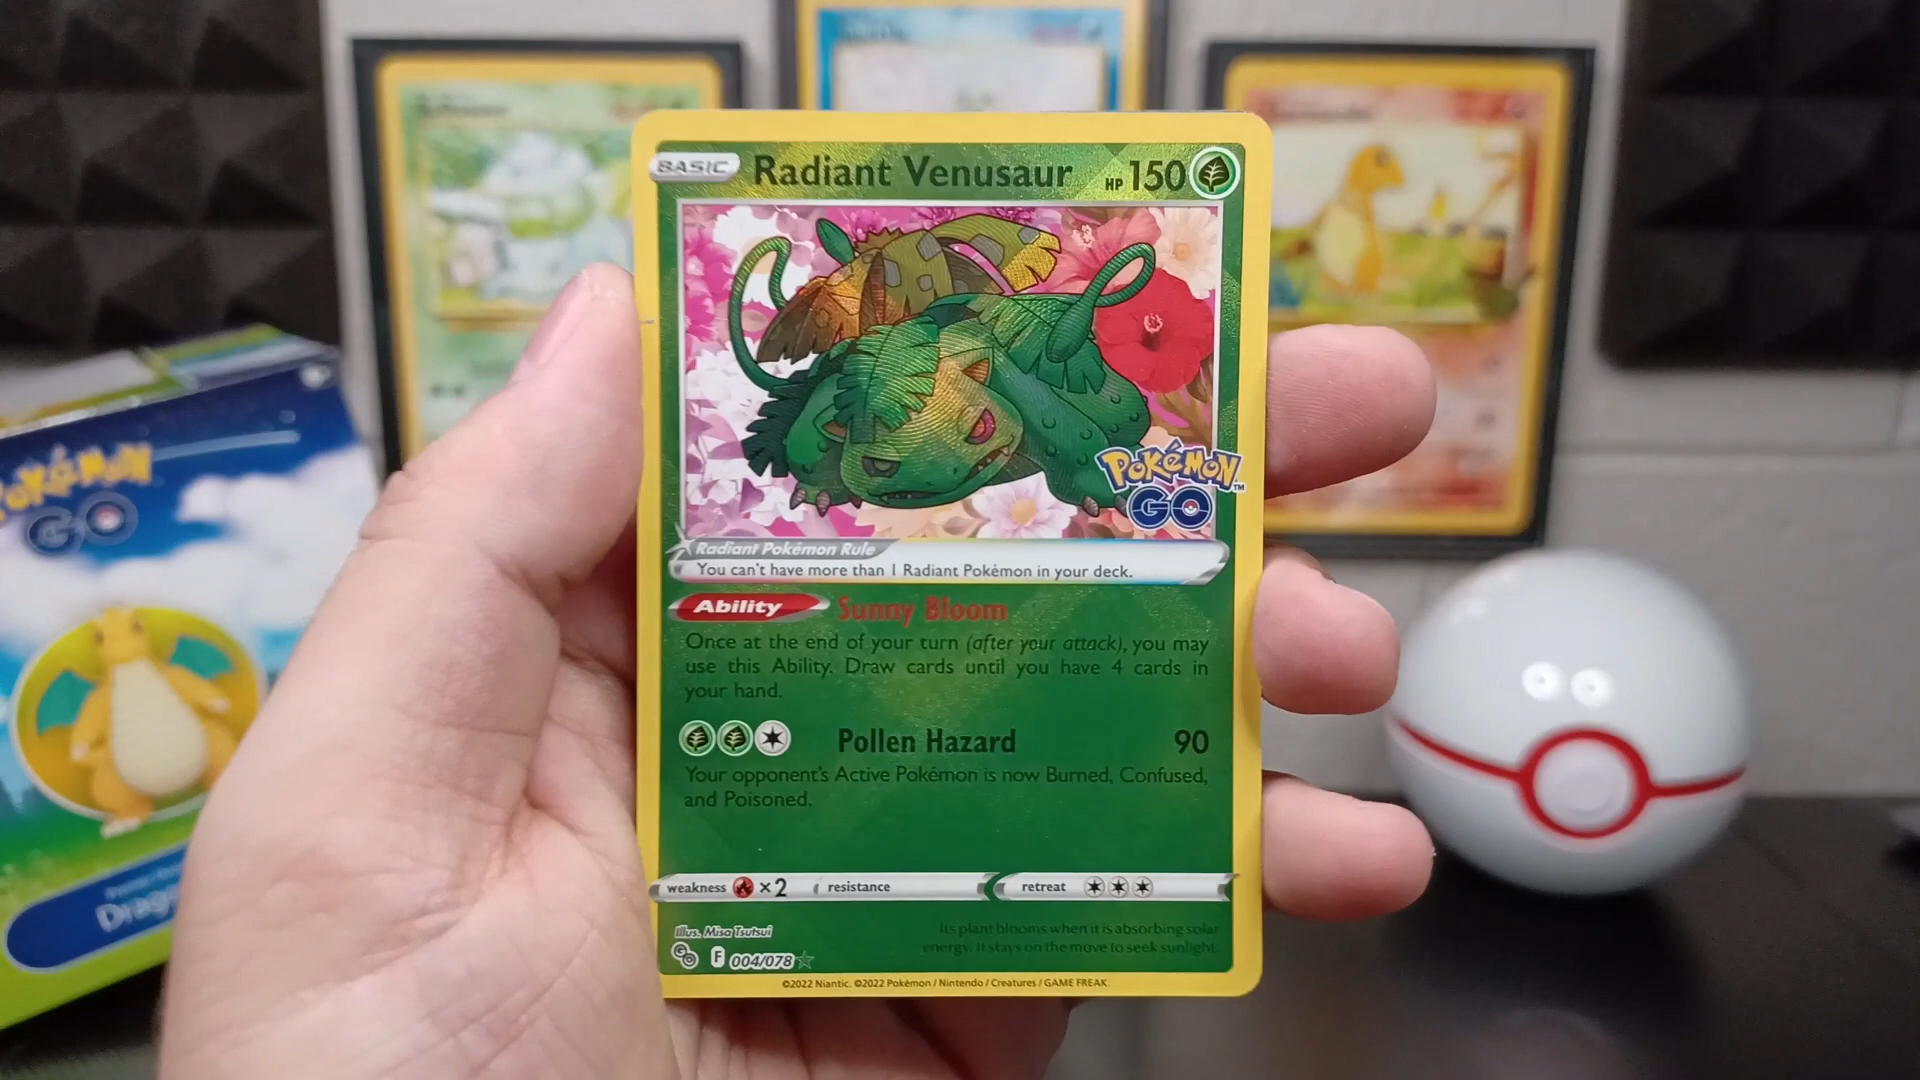 BASIC Radiant Venusaur HP 150
POKéMON
GO
POKéMON™
GO
Radiant Pokémon Rule
You can't have more than 1 Radiant Pokémon in your deck.
Ability Sunny Bloom
Once at the end of your turn (after your attack), you may
use this Ability. Draw cards until you have 4 cards in
your hand.
Pollen Hazard 90
Your opponent's Active Pokémon is now Burned, Confused,
and Poisoned.
weakness ×2 resistance retreat
Illus. Misa Tsutsui
Its plant blooms when it is absorbing solar
energy. It stays on the move to seek sunlight.
GO F 004/078
©2022 Niantic. ©2022 Pokémon / Nintendo / Creatures / GAME FREAK.